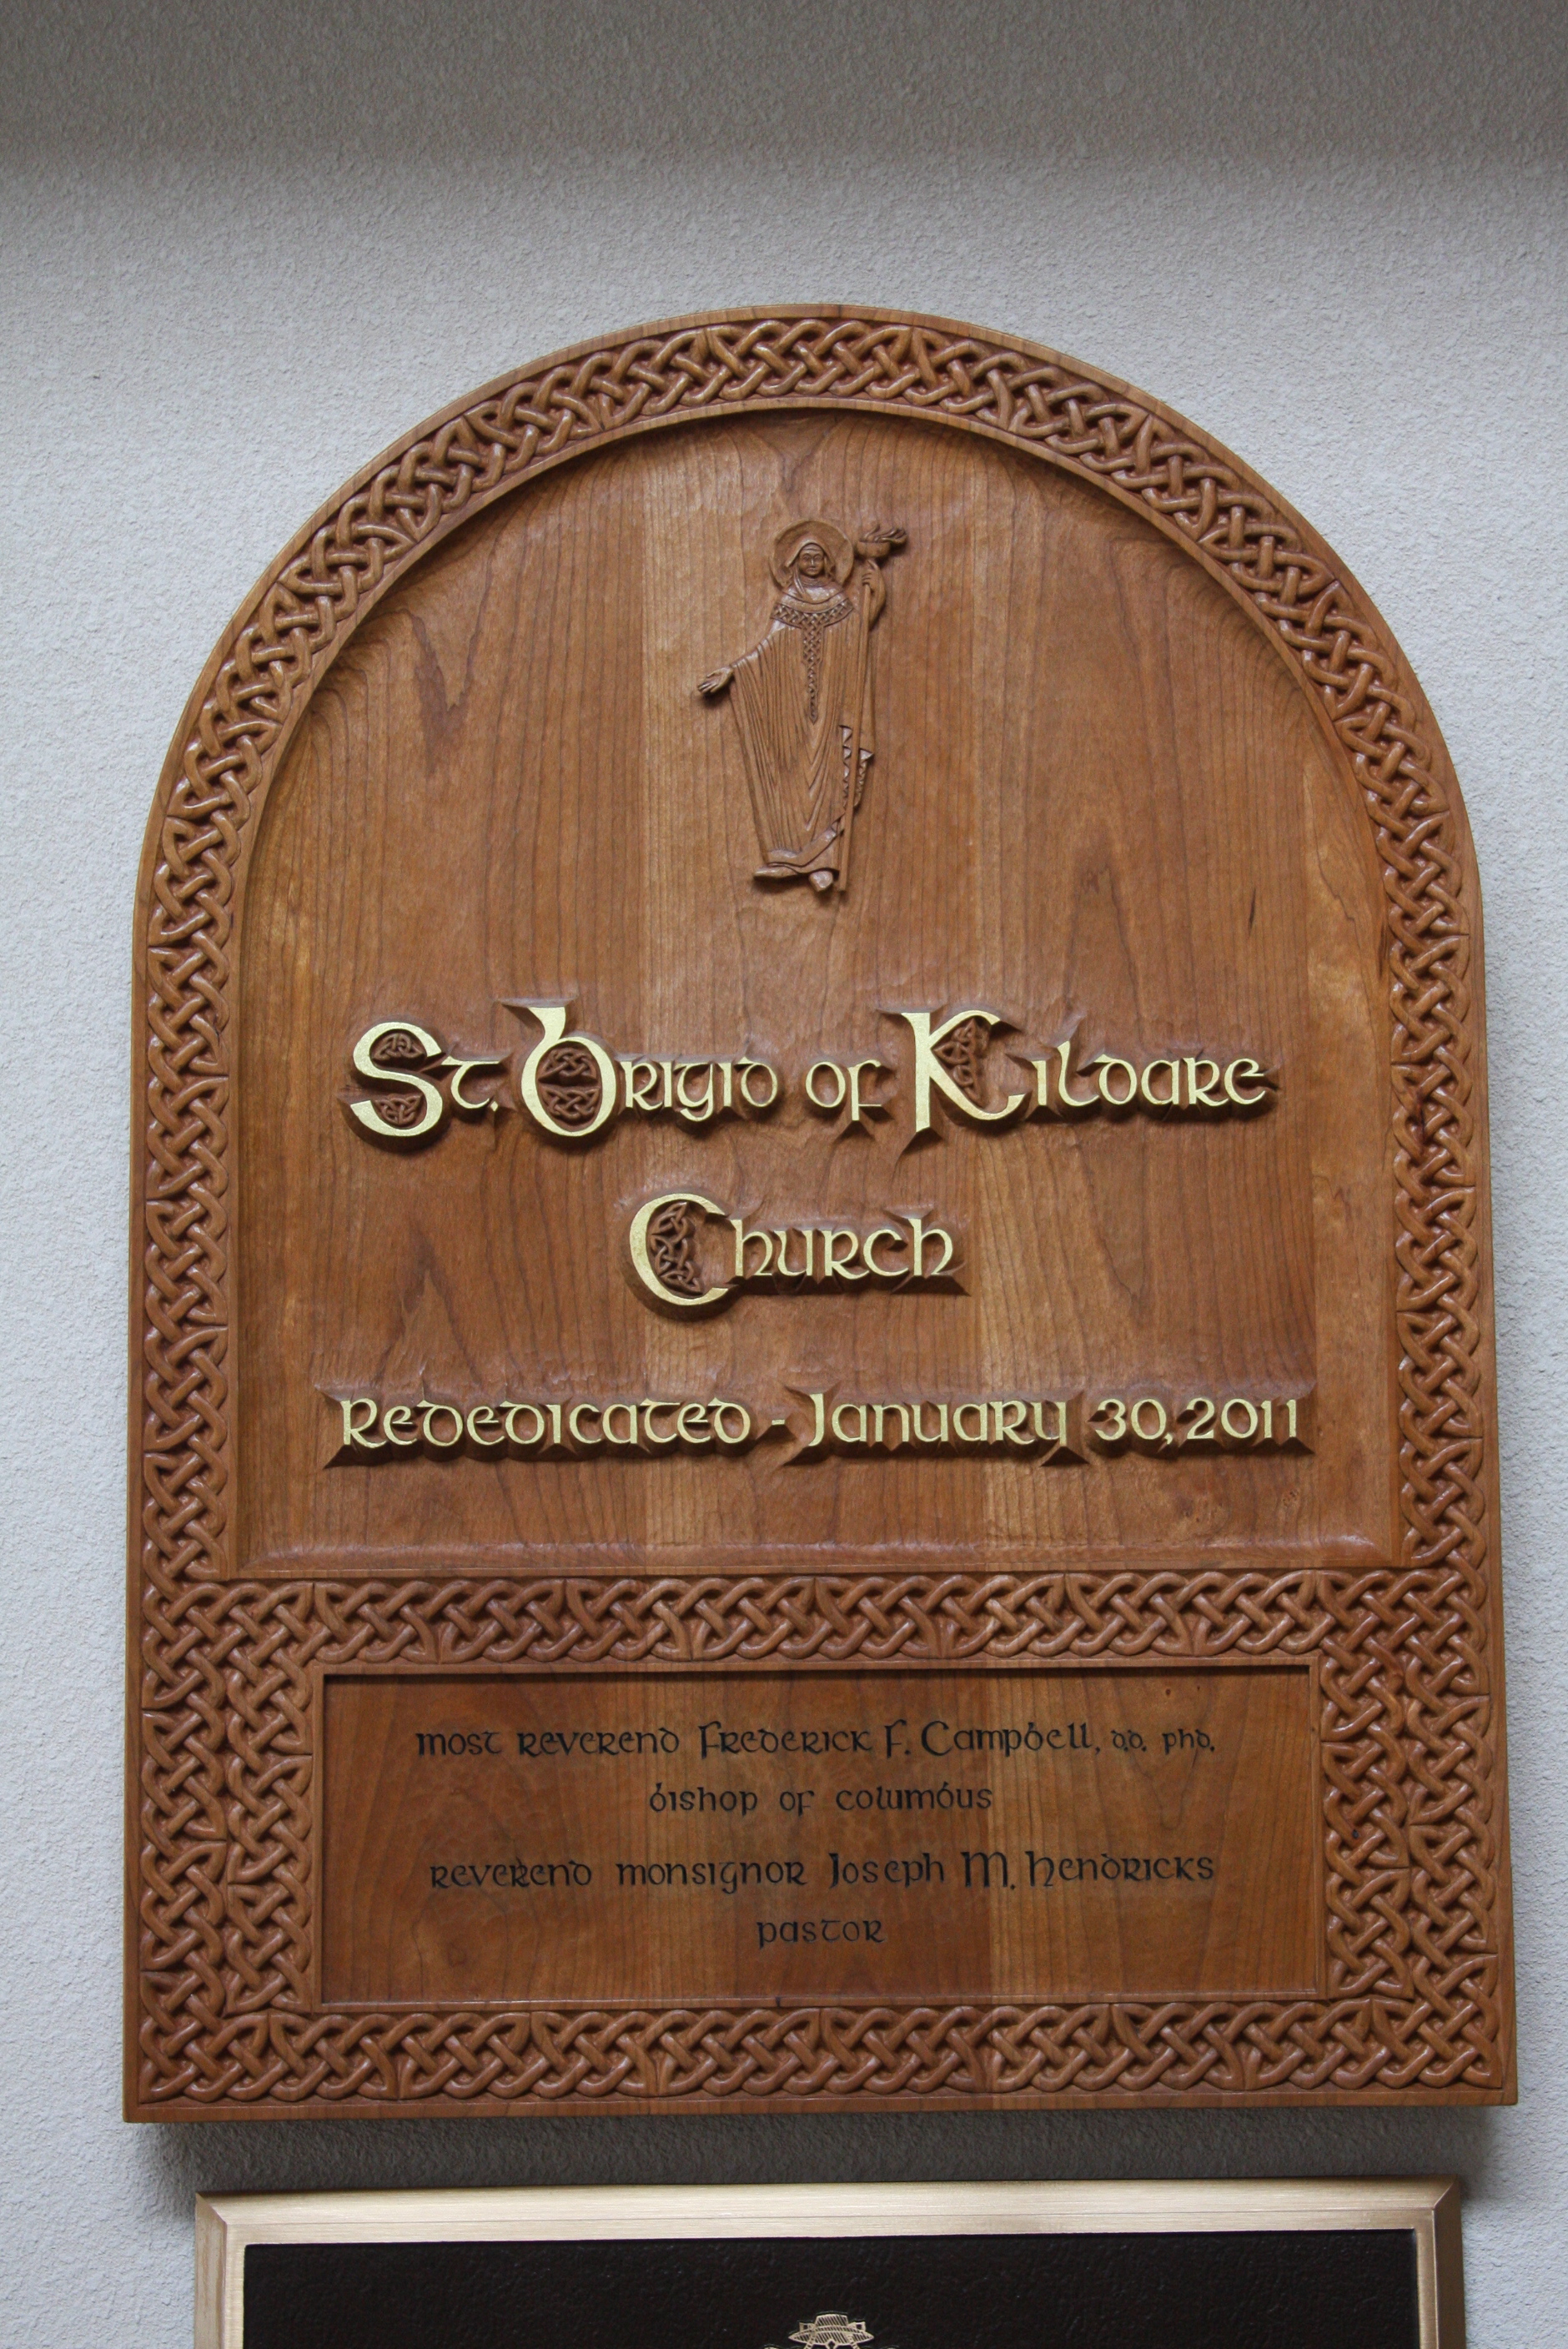 St. Brigid of Kildare
Church
Rededicated - January 30, 2011
most reverend Frederick F. Campbell, d.d. phd.
bishop of columbus
reverend monsignor Joseph M. Hendricks
pastor